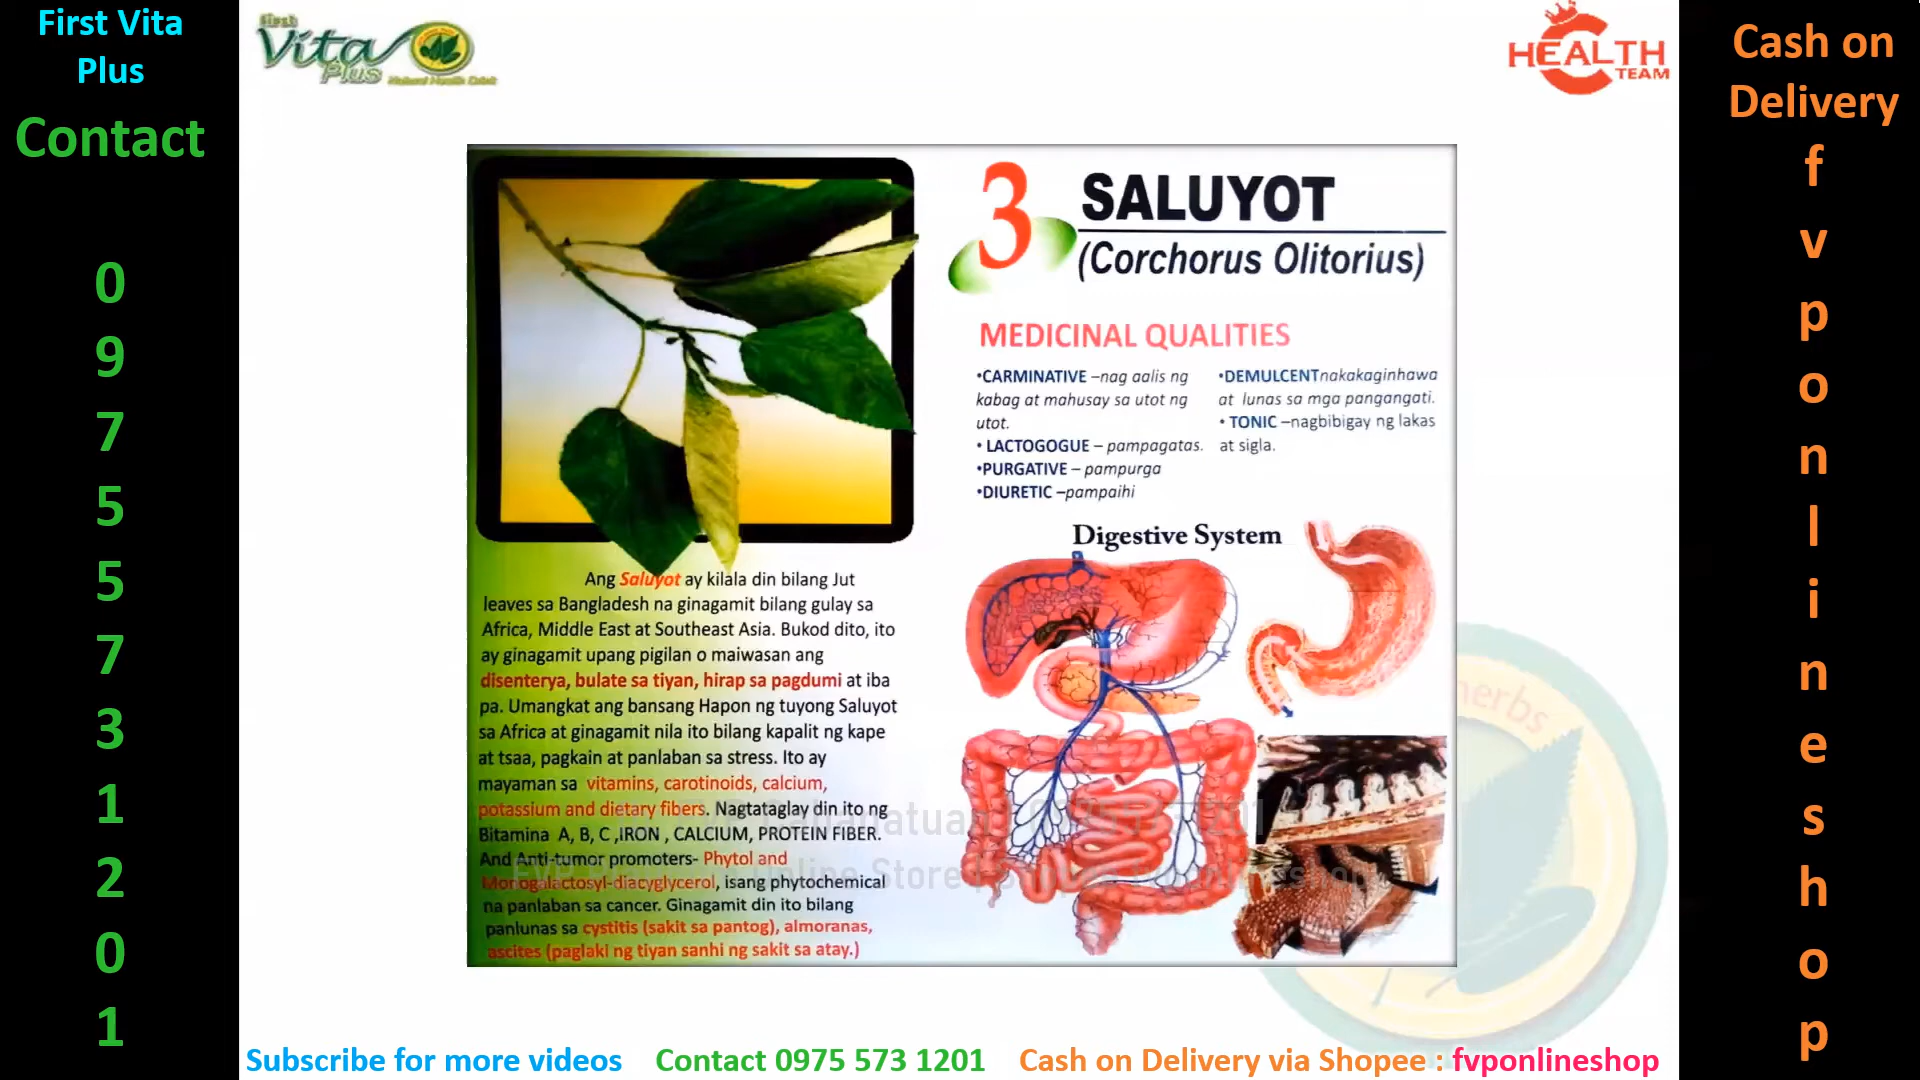 First Vita
Plus
Contact
0
9
7
5
5
7
3
1
2
0
1
First
Vita
Plus
Natural Health Drink
HEALTH
TEAM
Cash on
Delivery
f
v
p
o
n
l
i
n
e
s
h
o
p
3
SALUYOT
(Corchorus Olitorius)
MEDICINAL QUALITIES
•CARMINATIVE –nag aalis ng
kabag at mahusay sa utot ng
utot.
• LACTOGOGUE – pampagatas.
•PURGATIVE – pampurga
•DIURETIC –pampaihi
•DEMULCENTnakakaginhawa
at lunas sa mga pangangati.
• TONIC –nagbibigay ng lakas
at sigla.
Digestive System
Ang Saluyot ay kilala din bilang Jut
leaves sa Bangladesh na ginagamit bilang gulay sa
Africa, Middle East at Southeast Asia. Bukod dito, ito
ay ginagamit upang pigilan o maiwasan ang
disenterya, bulate sa tiyan, hirap sa pagdumi at iba
pa. Umangkat ang bansang Hapon ng tuyong Saluyot
sa Africa at ginagamit nila ito bilang kapalit ng kape
at tsaa, pagkain at panlaban sa stress. Ito ay
mayaman sa vitamins, carotinoids, calcium,
potassium and dietary fibers. Nagtataglay din ito ng
Bitamina A, B, C ,IRON , CALCIUM, PROTEIN FIBER.
And Anti-tumor promoters- Phytol and
Monogalactosyl-diacyglycerol, isang phytochemical
na panlaban sa cancer. Ginagamit din ito bilang
panlunas sa cystitis (sakit sa pantog), almoranas,
ascites (paglaki ng tiyan sanhi ng sakit sa atay.)
herbs
Subscribe for more videos Contact 0975 573 1201 Cash on Delivery via Shopee : fvponlineshop